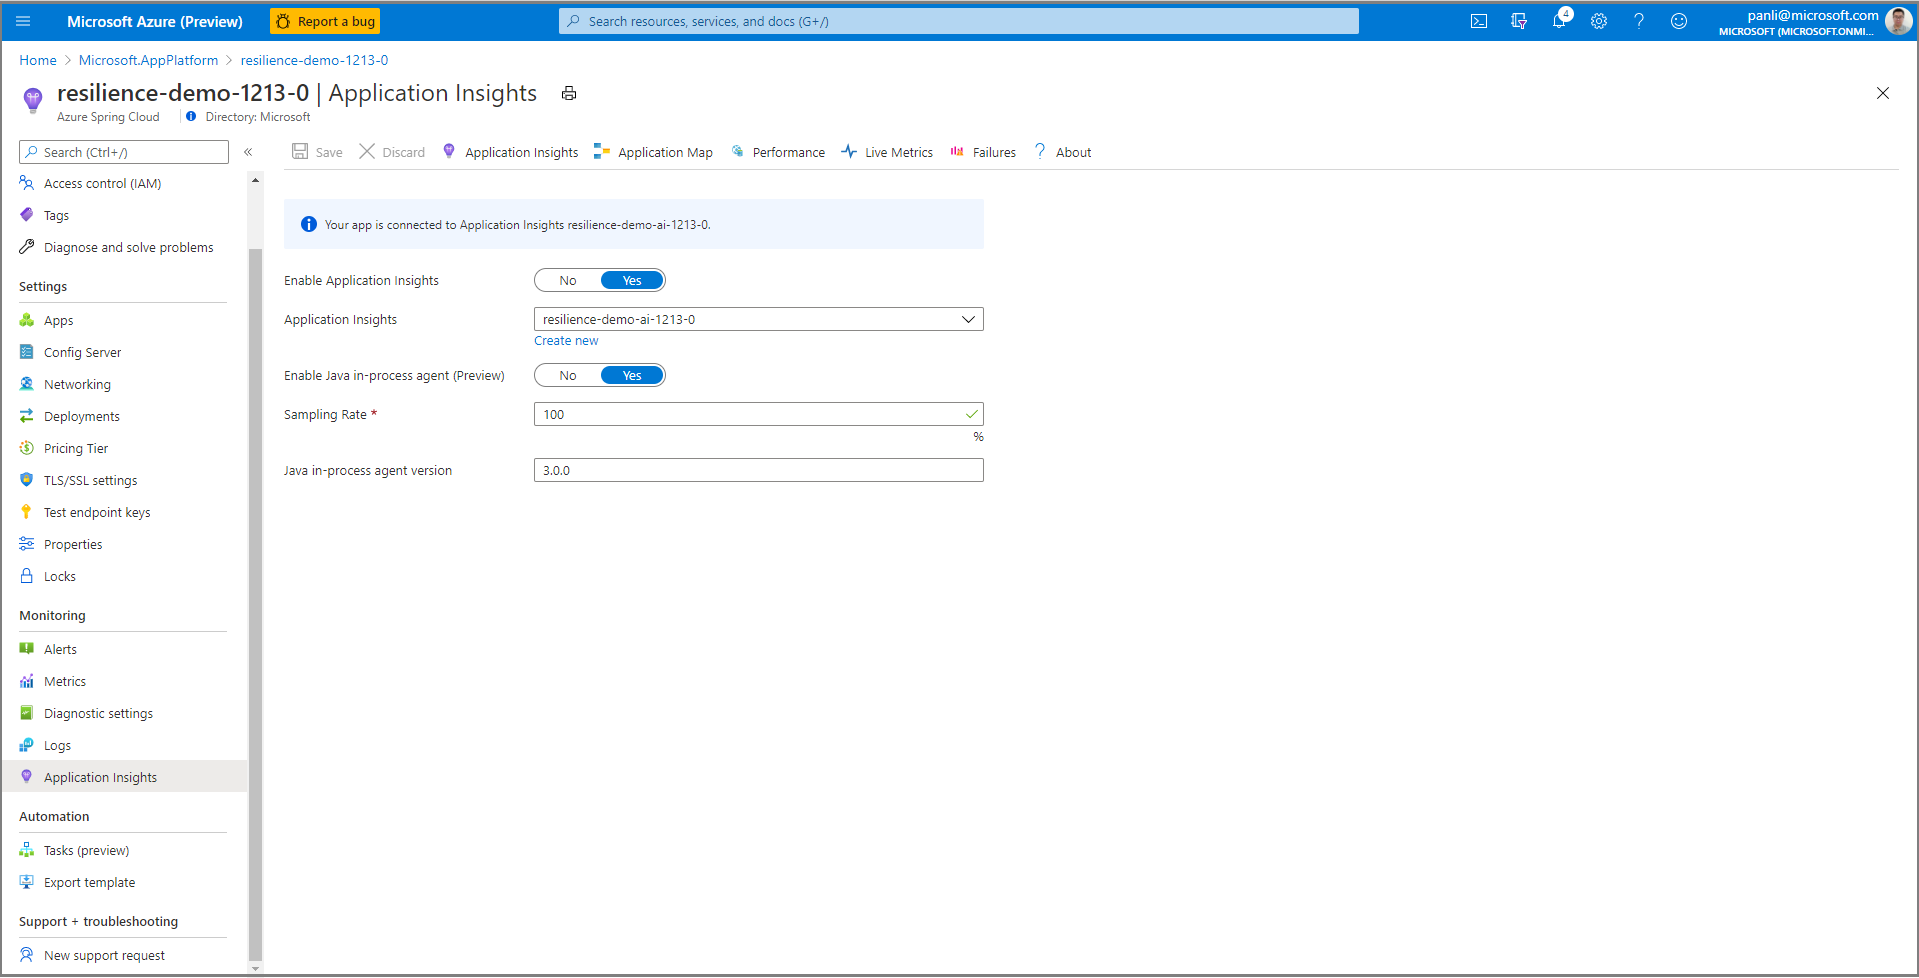 Microsoft Azure (Preview)
Report a bug
Search resources, services, and docs (G+/)
4
panli@microsoft.com
MICROSOFT (MICROSOFT.ONMI...
Home > Microsoft.AppPlatform > resilience-demo-1213-0
resilience-demo-1213-0 | Application Insights
Azure Spring Cloud
Directory: Microsoft
Search (Ctrl+/)
«
Save
Discard
Application Insights
Application Map
Performance
Live Metrics
Failures
? About
Access control (IAM)
Tags
Diagnose and solve problems
Settings
Apps
Config Server
Networking
Deployments
Pricing Tier
TLS/SSL settings
Test endpoint keys
Properties
Locks
Monitoring
Alerts
Metrics
Diagnostic settings
Logs
Application Insights
Automation
Tasks (preview)
Export template
Support + troubleshooting
New support request
Your app is connected to Application Insights resilience-demo-ai-1213-0.
Enable Application Insights
No Yes
Application Insights
resilience-demo-ai-1213-0
Create new
Enable Java in-process agent (Preview)
No Yes
Sampling Rate *
100
%
Java in-process agent version
3.0.0